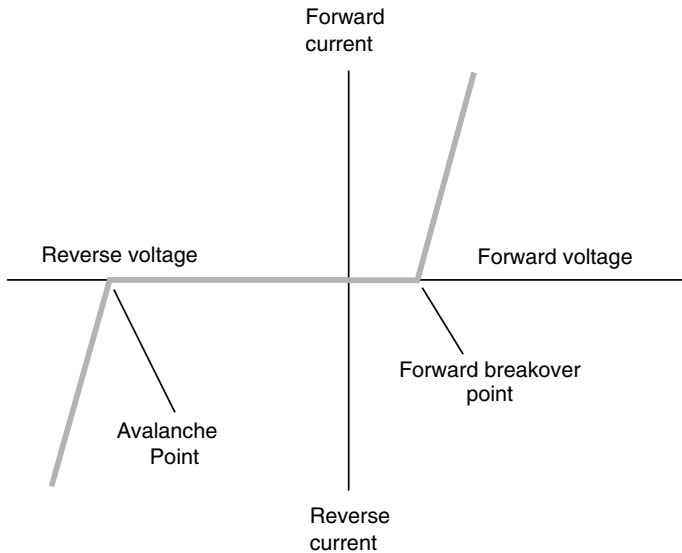 Forward
current
Reverse voltage
Forward voltage
Forward breakover
point
Avalanche
Point
Reverse
current